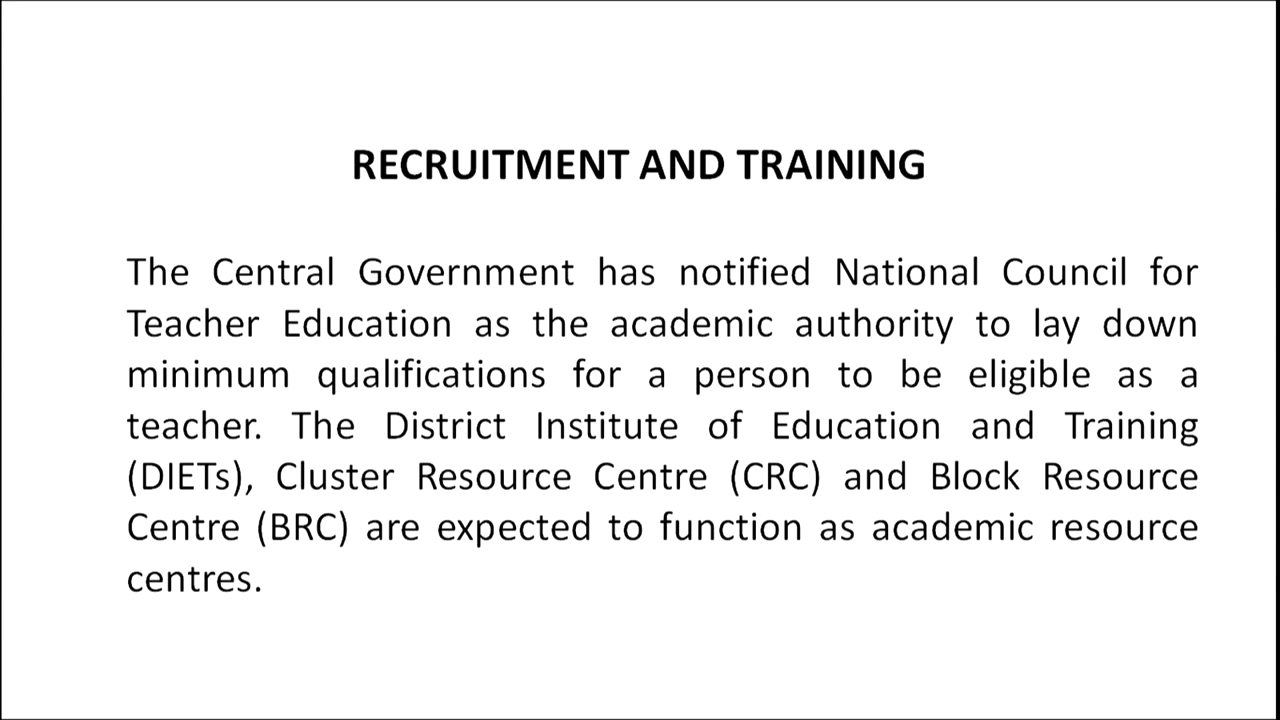 RECRUITMENT AND TRAINING
The Central Government has notified National Council for
Teacher Education as the academic authority to lay down
minimum qualifications for a person to be eligible as a
teacher. The District Institute of Education and Training
(DIETs), Cluster Resource Centre (CRC) and Block Resource
Centre (BRC) are expected to function as academic resource
centres.